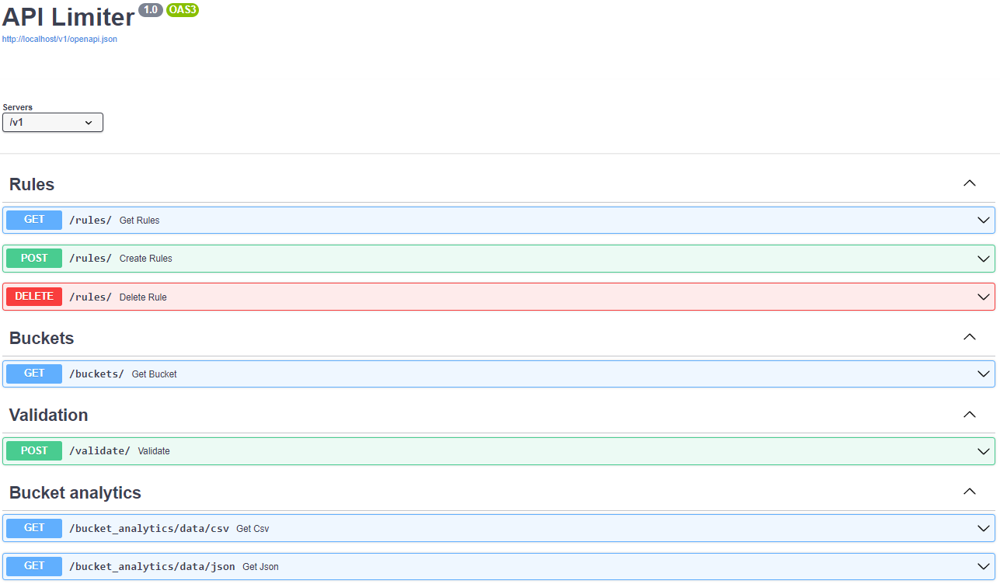 API Limiter 1.0 OAS3
http://localhost/v1/openapi.json
Servers
/v1
Rules
GET /rules/ Get Rules
POST /rules/ Create Rules
DELETE /rules/ Delete Rule
Buckets
GET /buckets/ Get Bucket
Validation
POST /validate/ Validate
Bucket analytics
GET /bucket_analytics/data/csv Get Csv
GET /bucket_analytics/data/json Get Json